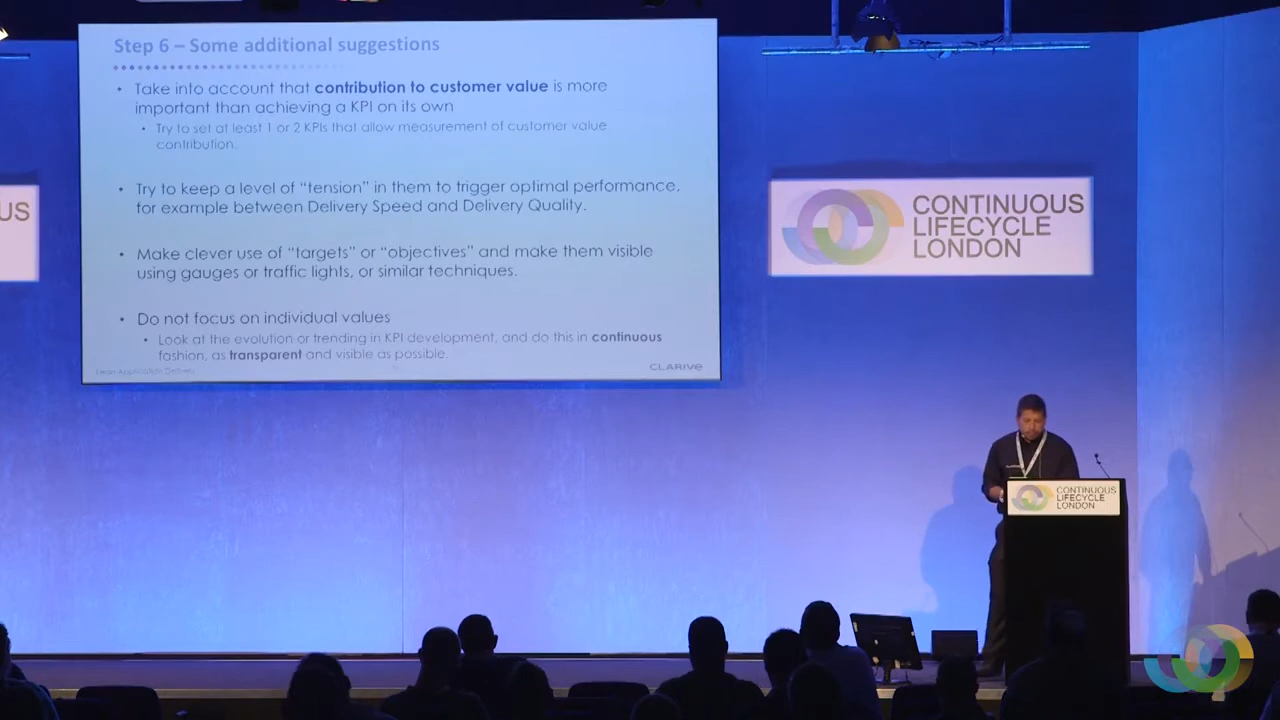 Step 6 – Some additional suggestions
• Take into account that contribution to customer value is more
important than achieving a KPI on its own
• Try to set at least 1 or 2 KPIs that allow measurement of customer value
contribution.
• Try to keep a level of “tension” in them to trigger optimal performance,
for example between Delivery Speed and Delivery Quality.
• Make clever use of “targets” or “objectives” and make them visible
using gauges or traffic lights, or similar techniques.
• Do not focus on individual values
• Look at the evolution or trending in KPI development, and do this in continuous
fashion, as transparent and visible as possible.
Lean Application Delivery
CLARIVE
US
CONTINUOUS
LIFECYCLE
LONDON
CONTINUOUS
LIFECYCLE
LONDON